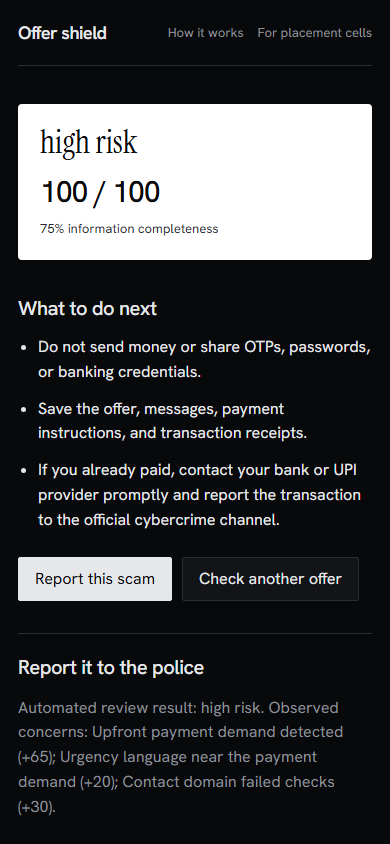 Offer shield
How it works For placement cells
high risk
100 / 100
75% information completeness
What to do next
• Do not send money or share OTPs, passwords,
or banking credentials.
• Save the offer, messages, payment
instructions, and transaction receipts.
• If you already paid, contact your bank or UPI
provider promptly and report the transaction
to the official cybercrime channel.
Report this scam
Check another offer
Report it to the police
Automated review result: high risk. Observed
concerns: Upfront payment demand detected
(+65); Urgency language near the payment
demand (+20); Contact domain failed checks
(+30).